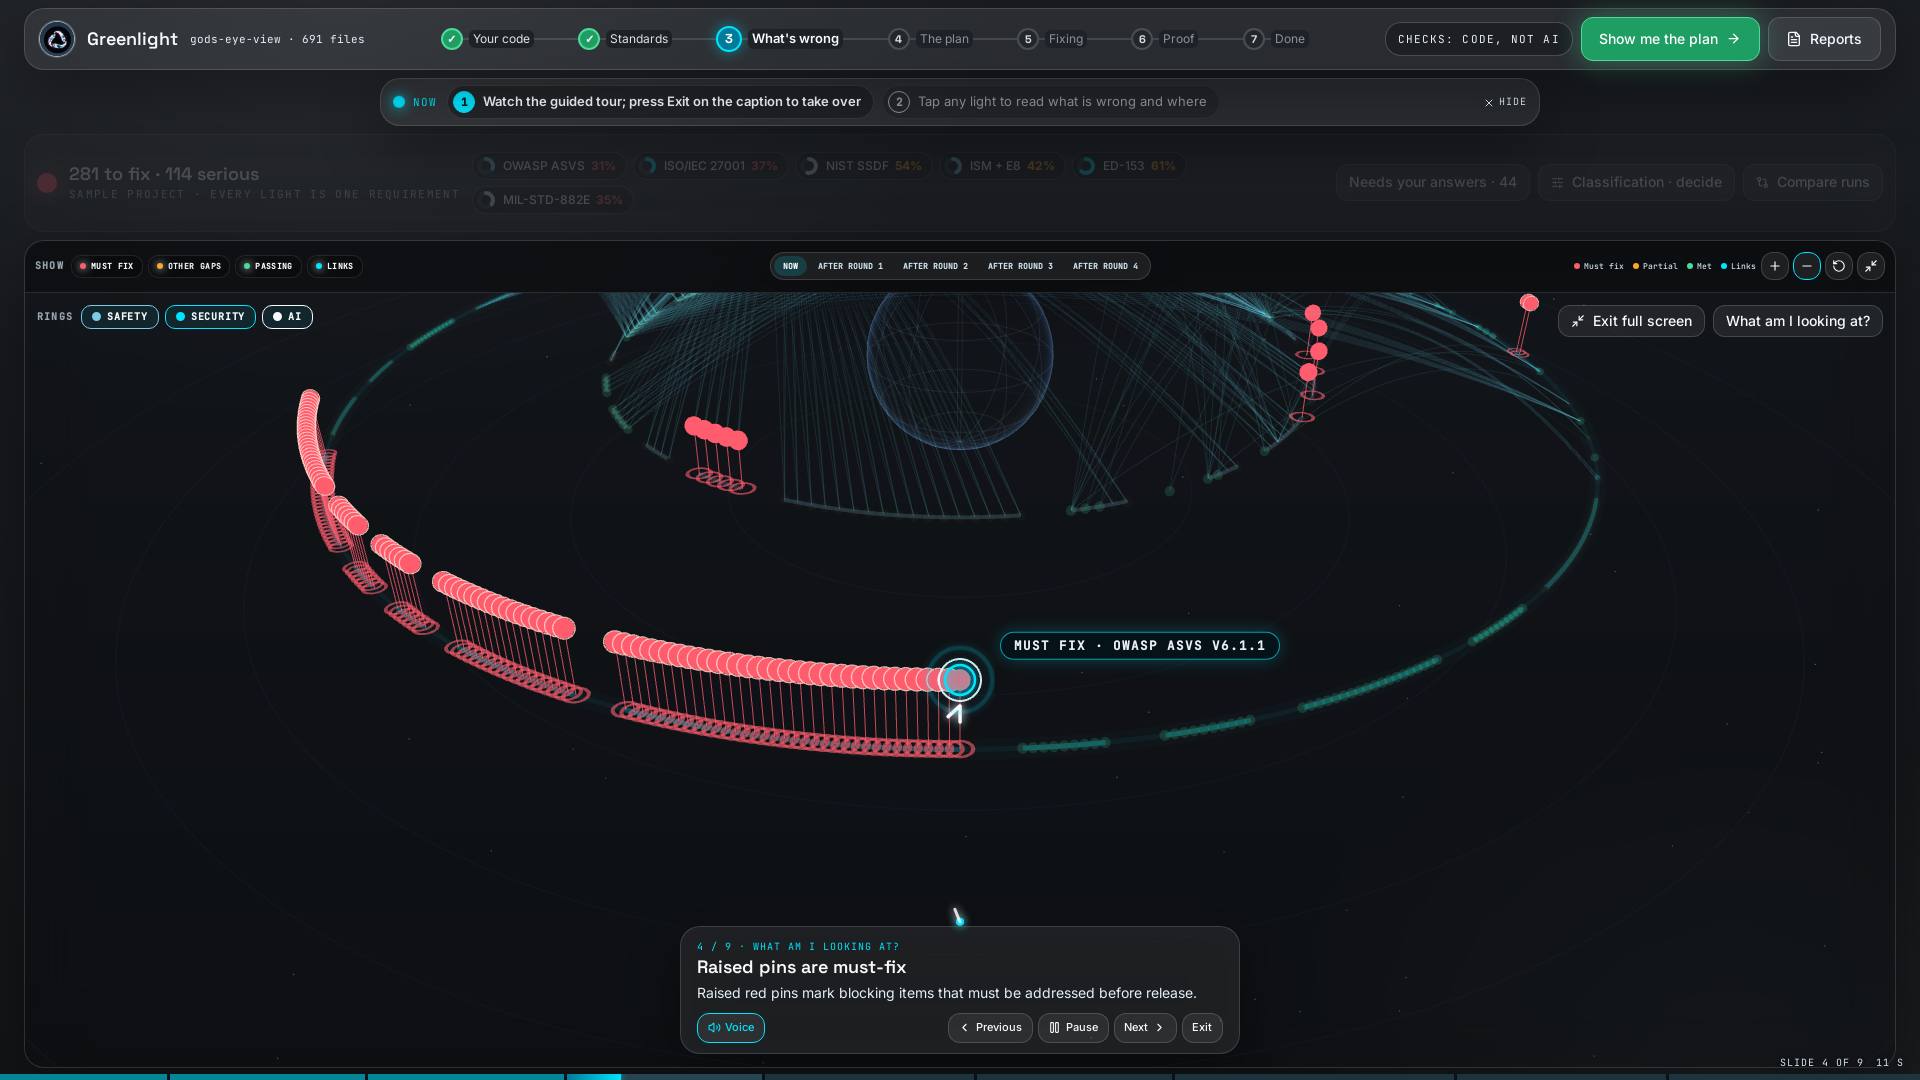 Greenlight
gods-eye-view · 691 files
Your code
Standards
3
What's wrong
4
The plan
5
Fixing
6
Proof
7
Done
CHECKS: CODE, NOT AI
Show me the plan
Reports
NOW
1
Watch the guided tour; press Exit on the caption to take over
2
Tap any light to read what is wrong and where
HIDE
281 to fix · 114 serious
SAMPLE PROJECT · EVERY LIGHT IS ONE REQUIREMENT
OWASP ASVS 31%
ISO/IEC 27001 37%
NIST SSDF 54%
ISM + E8 42%
ED-153 61%
MIL-STD-882E 35%
Needs your answers · 44
Classification · decide
Compare runs
SHOW
MUST FIX
OTHER GAPS
PASSING
LINKS
NOW
AFTER ROUND 1
AFTER ROUND 2
AFTER ROUND 3
AFTER ROUND 4
Must fix
Partial
Met
Links
RINGS
SAFETY
SECURITY
AI
Exit full screen
What am I looking at?
MUST FIX · OWASP ASVS V6.1.1
4 / 9 · WHAT AM I LOOKING AT?
Raised pins are must-fix
Raised red pins mark blocking items that must be addressed before release.
Voice
Previous
Pause
Next
Exit
SLIDE 4 OF 9 11 S